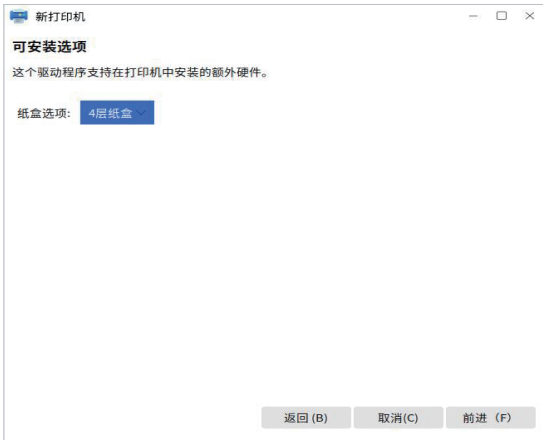 新打印机
可安装选项
这个驱动程序支持在打印机中安装的额外硬件。
纸盒选项: 4层纸盒
返回 (B) 取消(C) 前进（F）